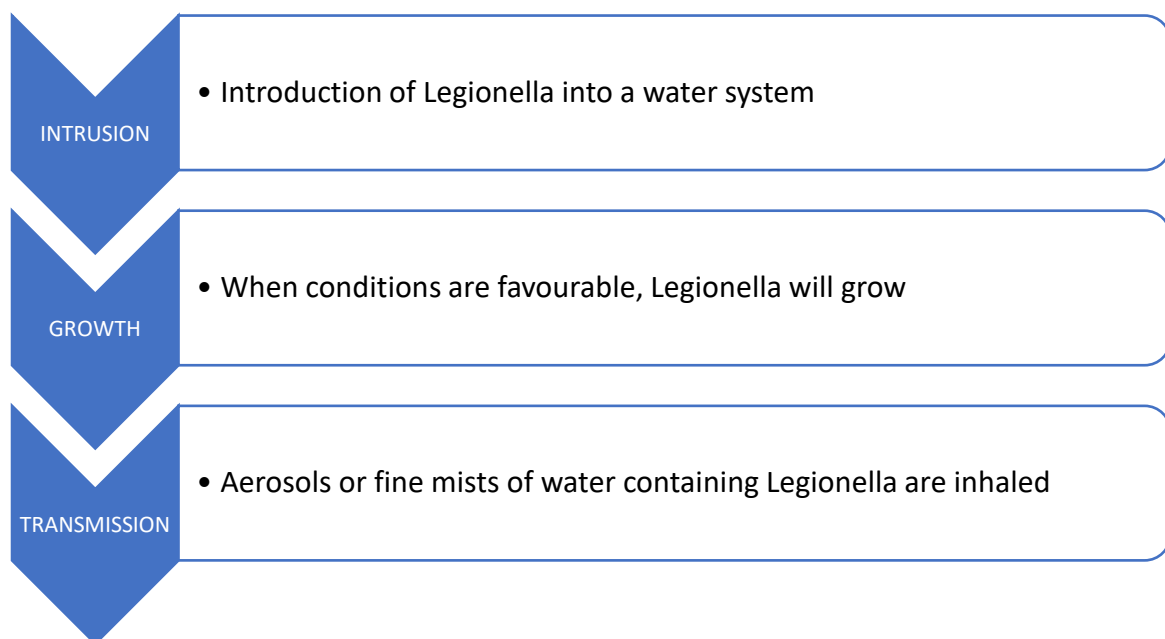 INTRUSION
• Introduction of Legionella into a water system
GROWTH
• When conditions are favourable, Legionella will grow
TRANSMISSION
• Aerosols or fine mists of water containing Legionella are inhaled